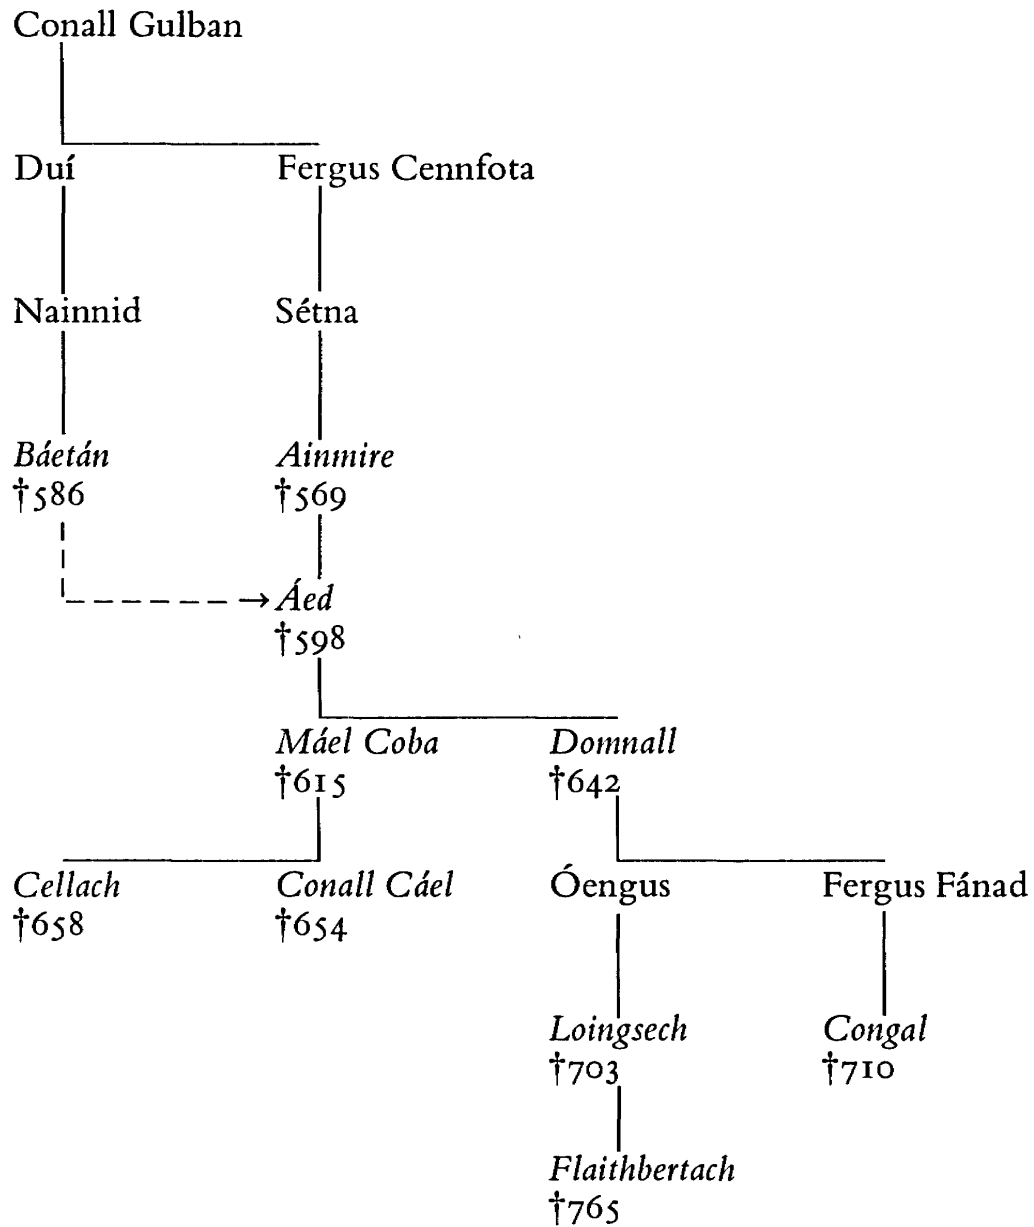 Conall Gulban
Duí
Fergus Cennfota
Nainnid
Sétna
Báetán
†586
Ainmire
†569
Áed
†598
Máel Coba
†615
Domnall
†642
Cellach
†658
Conall Cáel
†654
Óengus
Fergus Fánad
Loingsech
†703
Congal
†710
Flaithbertach
†765